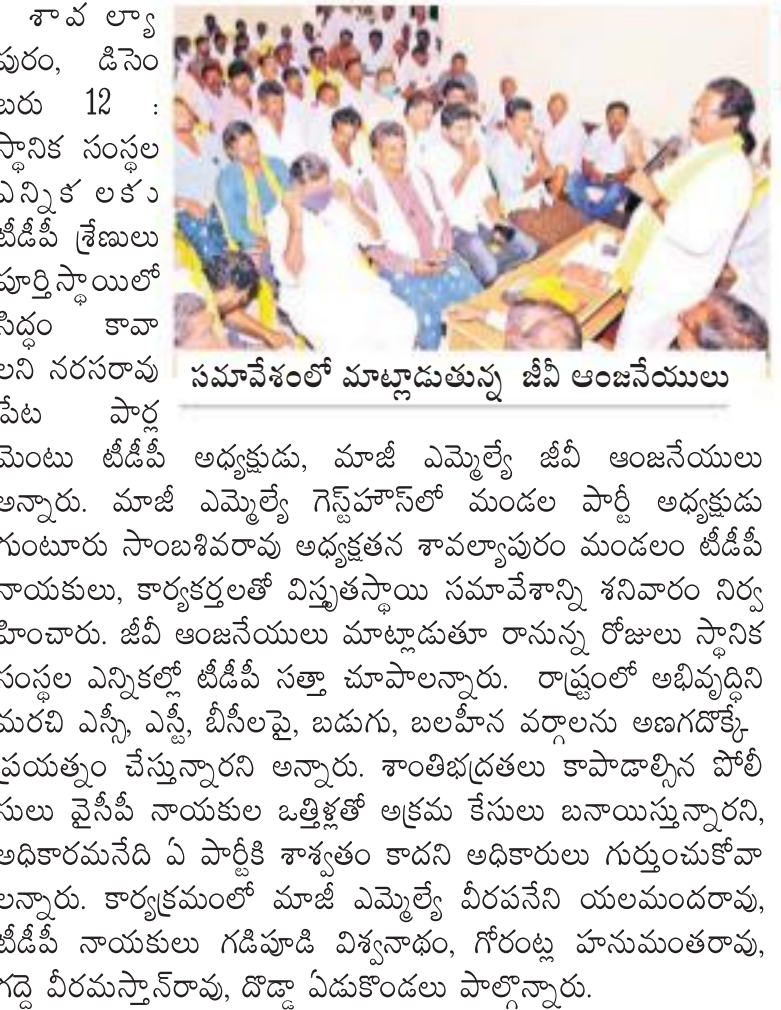 శావ ల్యా
పురం, డిసెం
బరు 12 :
స్థానిక సంస్థల
ఎన్నిక లకు
టీడీపీ శ్రేణులు
పూర్తిస్థాయిలో
సిద్ధం కావా
లని నరసరావు
పేట పార్ల
సమావేశంలో మాట్లాడుతున్న జీవీ ఆంజనేయులు
మెంటు టీడీపీ అధ్యక్షుడు, మాజీ ఎమ్మెల్యే జీవీ ఆంజనేయులు
అన్నారు. మాజీ ఎమ్మెల్యే గెస్ట్‌హౌస్‌లో మండల పార్టీ అధ్యక్షుడు
గుంటూరు సాంబశివరావు అధ్యక్షతన శావల్యాపురం మండలం టీడీపీ
నాయకులు, కార్యకర్తలతో విస్తృతస్థాయి సమావేశాన్ని శనివారం నిర్వ
హించారు. జీవీ ఆంజనేయులు మాట్లాడుతూ రానున్న రోజులు స్థానిక
సంస్థల ఎన్నికల్లో టీడీపీ సత్తా చూపాలన్నారు. రాష్ట్రంలో అభివృద్ధిని
మరచి ఎస్సీ, ఎస్టీ, బీసీలపై, బడుగు, బలహీన వర్గాలను అణగదొక్కే
ప్రయత్నం చేస్తున్నారని అన్నారు. శాంతిభద్రతలు కాపాడాల్సిన పోలీ
సులు వైసీపీ నాయకుల ఒత్తిళ్లతో అక్రమ కేసులు బనాయిస్తున్నారని,
అధికారమనేది ఏ పార్టీకి శాశ్వతం కాదని అధికారులు గుర్తుంచుకోవా
లన్నారు. కార్యక్రమంలో మాజీ ఎమ్మెల్యే వీరపనేని యలమందరావు,
టీడీపీ నాయకులు గడిపూడి విశ్వనాథం, గోరంట్ల హనుమంతరావు,
గద్దె వీరమస్తాన్‌రావు, దొడ్డా ఏడుకొండలు పాల్గొన్నారు.